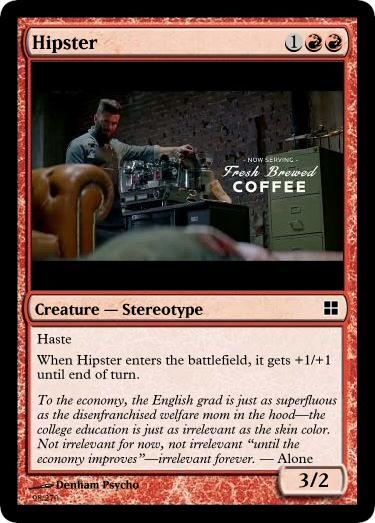 Hipster 1
- NOW SERVING -
Fresh Brewed
COFFEE
Creature — Stereotype
Haste
When Hipster enters the battlefield, it gets +1/+1
until end of turn.
To the economy, the English grad is just as superfluous
as the disenfranchised welfare mom in the hood—the
college education is just as irrelevant as the skin color.
Not irrelevant for now, not irrelevant “until the
economy improves”—irrelevant forever. — Alone
3/2
Denham Psycho